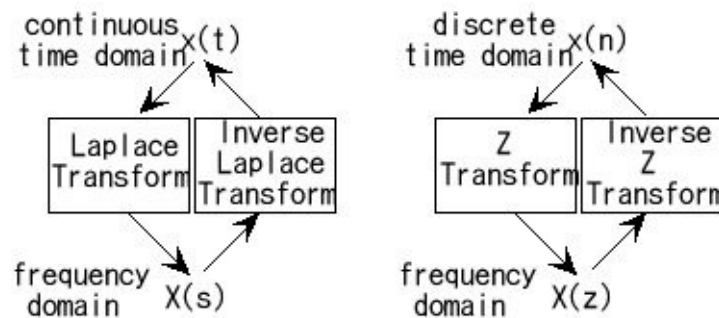 continuous
time domain
x(t)
Laplace
Transform
Inverse
Laplace
Transform
frequency
domain
X(s)
discrete
time domain
x(n)
Z
Transform
Inverse
Z
Transform
frequency
domain
X(z)